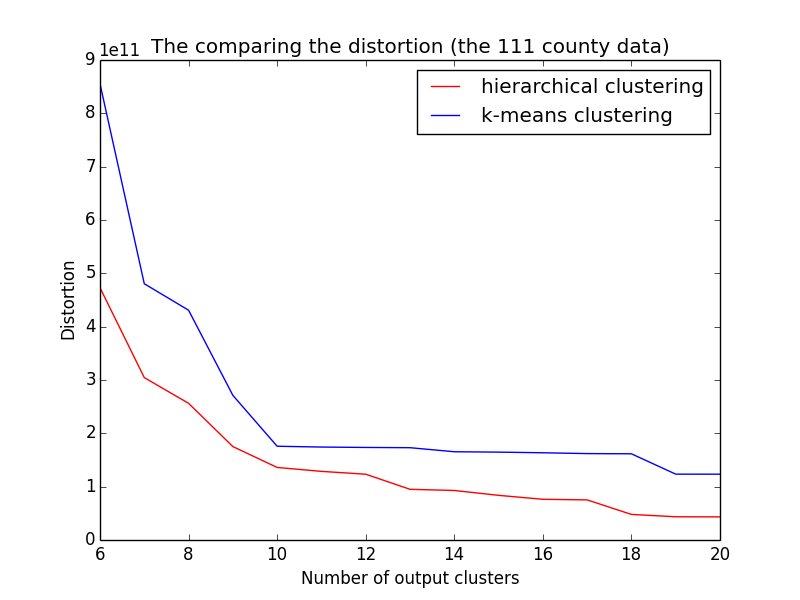 1e11
The comparing the distortion (the 111 county data)
hierarchical clustering
k-means clustering
9
8
7
6
5
4
3
2
1
0
Distortion
6 8 10 12 14 16 18 20
Number of output clusters